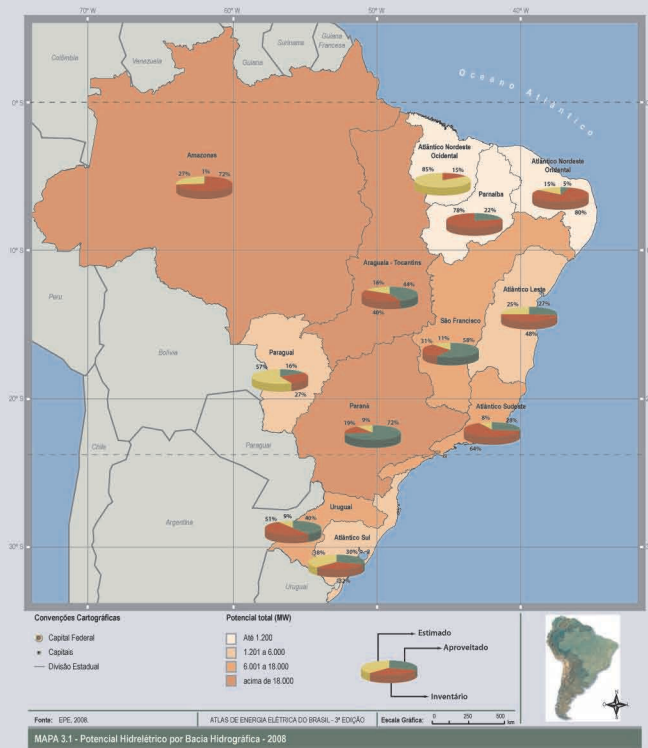 70° W
60° W
50° W
40° W
Colômbia
Venezuela
Guiana
Suriname
Guiana
Francesa
Oceano Atlântico
0° S
Amazonas
27% 1% 72%
Atlântico Nordeste
Ocidental
85% 15%
Atlântico Nordeste
Oriental
15% 5%
80%
Parnaíba
78% 22%
10° S
Araguaia - Tocantins
44%
Peru
Atlântico Leste
25% 27%
48%
São Francisco
31% 11% 58%
Bolívia
Paraguai
57% 16%
27%
20° S
Paraná
19% 9% 72%
Atlântico Sudeste
8% 28%
64%
Chile
Paraguai
Argentina
Uruguai
51% 9% 40%
Atlântico Sul
38% 30%
32%
30° S
Uruguai
70° W
60° W
50° W
40° W
Convenções Cartográficas
Capital Federal
Capitais
Divisão Estadual
Potencial total (MW)
Até 1.200
1.201 a 6.000
6.001 a 18.000
acima de 18.000
Estimado
Aproveitado
Inventário
Fonte: EPE, 2008.
ATLAS DE ENERGIA ELÉTRICA DO BRASIL - 3ª EDIÇÃO
Escala Gráfica: 0 250 500
km
N
MAPA 3.1 - Potencial Hidrelétrico por Bacia Hidrográfica - 2008